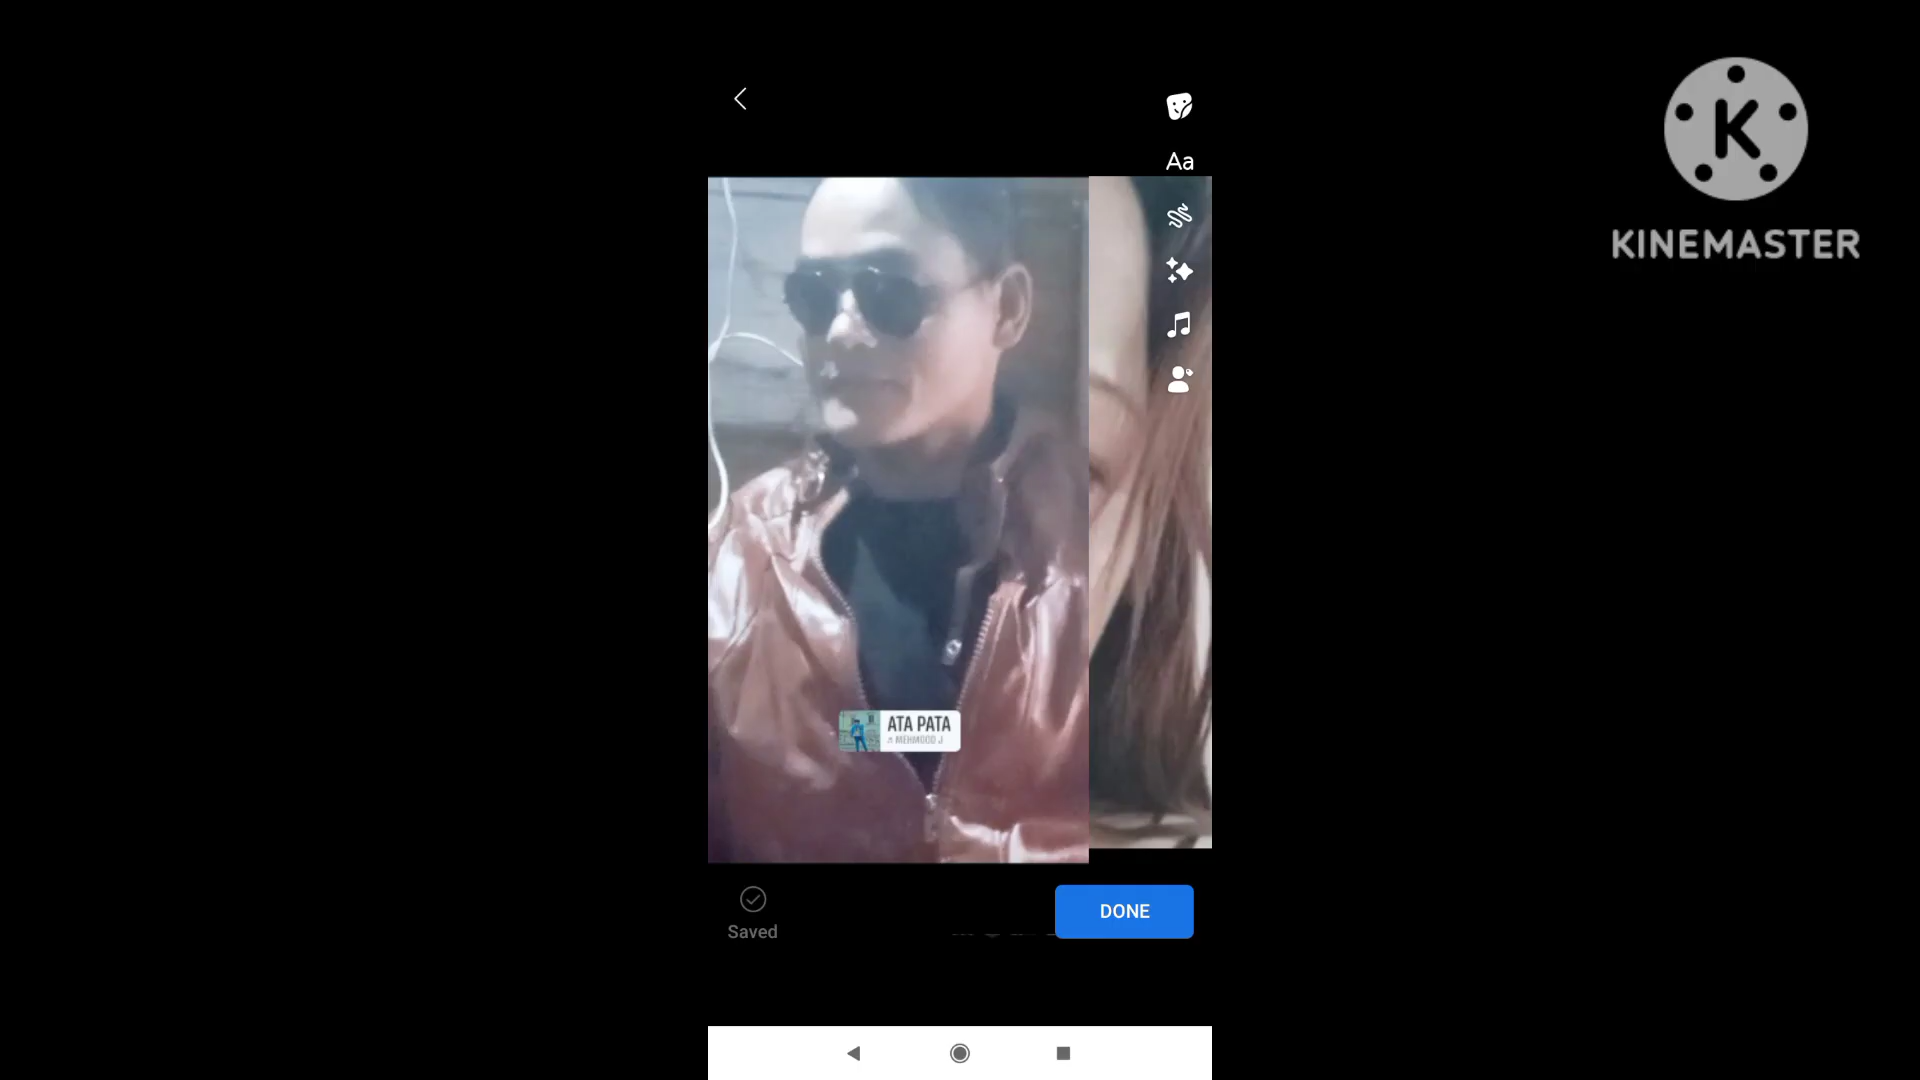 KINEMASTER
Aa
ATA PATA
MEHMOOD J
Saved
DONE